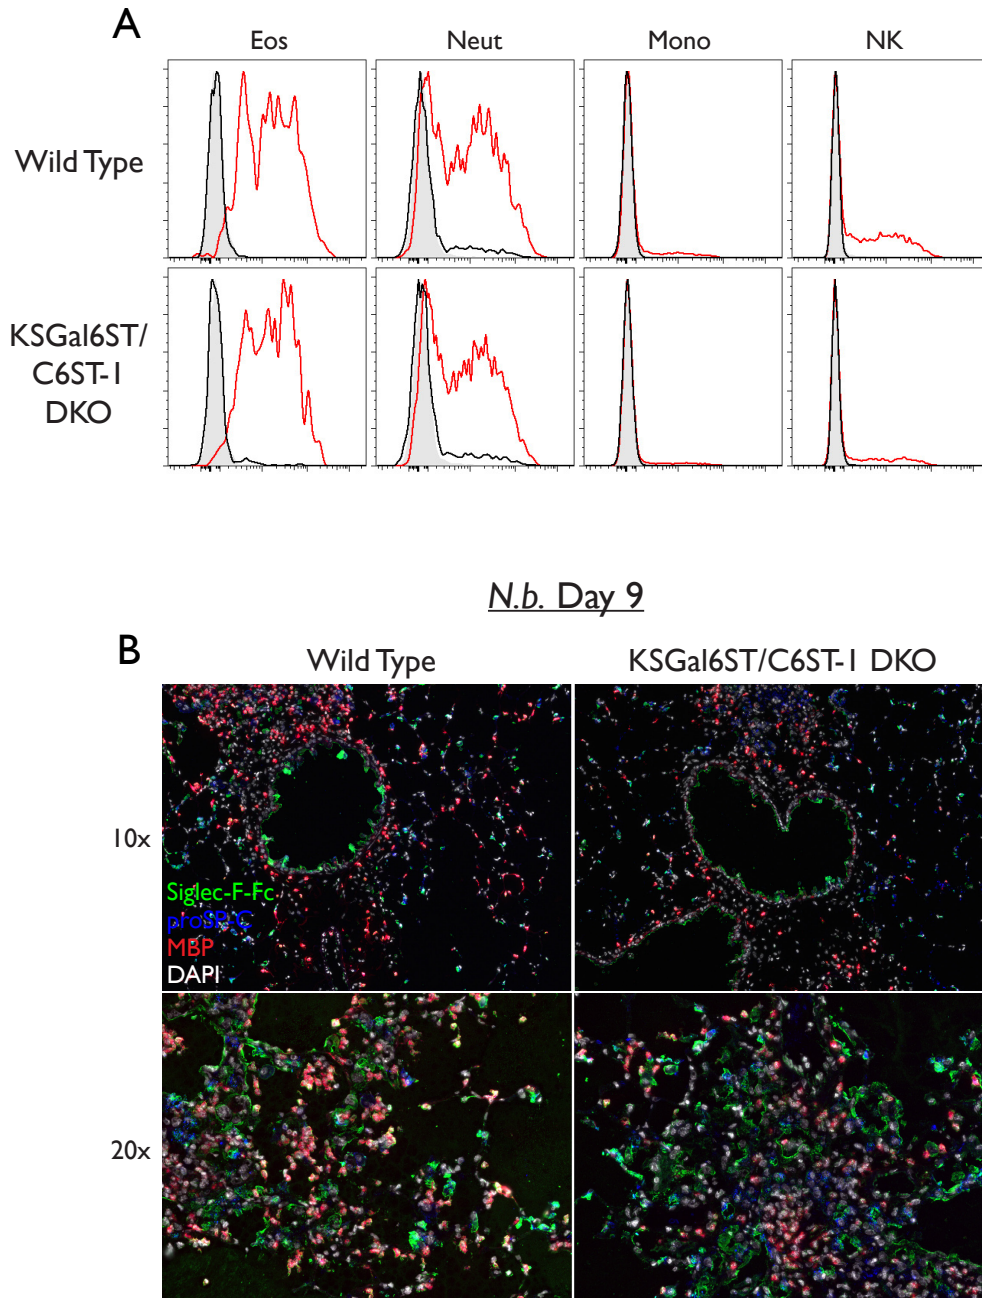 A
Eos Neut Mono NK
Wild Type
KSGal6ST/
C6ST-1
DKO
N.b. Day 9
B
Wild Type KSGal6ST/C6ST-1 DKO
10x
Siglec-F-Fc
proSP-C
MBP
DAPI
20x